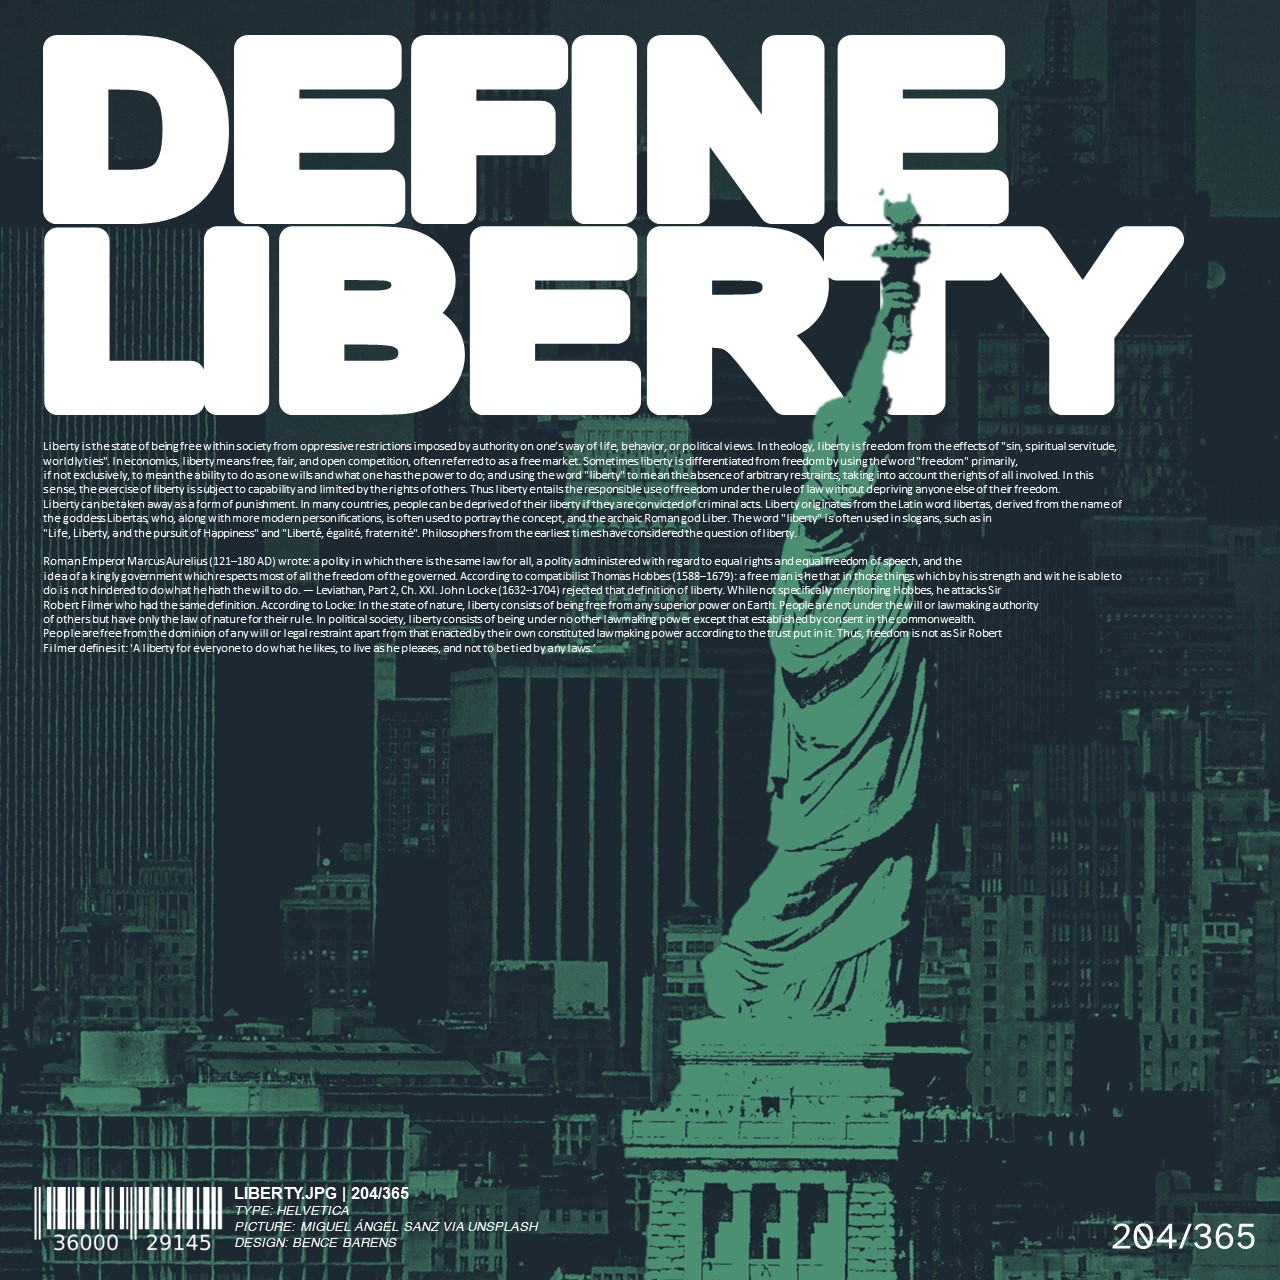 DEFINE
LIBERTY
Liberty is the state of being free within society from oppressive restrictions imposed by authority on one's way of life, behavior, or political views. In theology, liberty is freedom from the effects of "sin, spiritual servitude,
worldly ties". In economics, liberty means free, fair, and open competition, often referred to as a free market. Sometimes liberty is differentiated from freedom by using the word "freedom" primarily,
if not exclusively, to mean the ability to do as one wills and what one has the power to do; and using the word "liberty" to mean the absence of arbitrary restraints, taking into account the rights of all involved. In this
sense, the exercise of liberty is subject to capability and limited by the rights of others. Thus liberty entails the responsible use of freedom under the rule of law without depriving anyone else of their freedom.
Liberty can be taken away as a form of punishment. In many countries, people can be deprived of their liberty if they are convicted of criminal acts. Liberty originates from the Latin word libertas, derived from the name of
the goddess Libertas, who, along with more modern personifications, is often used to portray the concept, and the archaic Roman god Liber. The word "liberty" is often used in slogans, such as in
"Life, Liberty, and the pursuit of Happiness" and "Liberté, égalité, fraternité". Philosophers from the earliest times have considered the question of liberty.
Roman Emperor Marcus Aurelius (121–180 AD) wrote: a polity in which there is the same law for all, a polity administered with regard to equal rights and equal freedom of speech, and the
idea of a kingly government which respects most of all the freedom of the governed. According to compatibilist Thomas Hobbes (1588–1679): a free man is he that in those things which by his strength and wit he is able to
do is not hindered to do what he hath the will to do. — Leviathan, Part 2, Ch. XXI. John Locke (1632–1704) rejected that definition of liberty. While not specifically mentioning Hobbes, he attacks Sir
Robert Filmer who had the same definition. According to Locke: In the state of nature, liberty consists of being free from any superior power on Earth. People are not under the will or lawmaking authority
of others but have only the law of nature for their rule. In political society, liberty consists of being under no other lawmaking power except that established by consent in the commonwealth.
People are free from the dominion of any will or legal restraint apart from that enacted by their own constituted lawmaking power according to the trust put in it. Thus, freedom is not as Sir Robert
Filmer defines it: 'A liberty for everyone to do what he likes, to live as he pleases, and not to be tied by any laws.'
LIBERTY.JPG | 204/365
TYPE: HELVETICA
PICTURE: MIGUEL ÁNGEL SANZ VIA UNSPLASH
DESIGN: BENCE BARENS
36000 29145
204/365